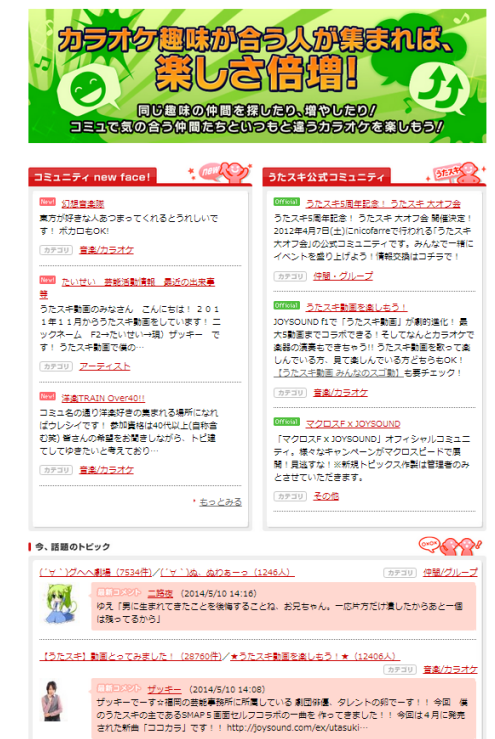 カラオケ趣味が合う人が集まれば、
楽しさ倍増!
同じ趣味の仲間を探したり、増やしたり!
コミュで気の合う仲間たちといつもと違うカラオケを楽しもう!
コミュニティ new face!
new
New! 幻想音楽隊
東方が好きな人あつまってくれるとうれしいで
す! ボカロもOK!
カテゴリ 音楽/カラオケ
New! たいせい 芸能活動情報 最近の出来事
等
うたスキ動画のみなさん こんにちは! 201
1年11月からうたスキ動画をしています! ニ
ックネーム F2→たいせい→現）ザッキー で
す! うたスキ動画で僕の…
カテゴリ アーティスト
New! 洋楽TRAIN Over40!!
コミュ名の通り洋楽好きの集まれる場所になれ
ばウレシイです! 参加資格は40代以上(自称含
む笑) 皆さんの希望をお聞きしながら、トピ建
てしてゆきたいと考えており…
カテゴリ 音楽/カラオケ
もっとみる
うたスキ公式コミュニティ
うたスキ
Official うたスキ5周年記念! うたスキ 大オフ会
うたスキ5周年記念! うたスキ 大オフ会 開催決定!
2012年4月7日(土)にnicofarreで行われる「うたスキ
大オフ会」の公式コミュニティです。みんなで一緒に
イベントを盛り上げよう! 情報交換はコチラで!
カテゴリ 仲間・グループ
Official うたスキ動画を楽しもう!
JOYSOUND f1で「うたスキ動画」が劇的進化! 最
大5動画までコラボできる! そしてなんとカラオケで
楽器の演奏もできちゃう!! うたスキ動画を歌って楽
しんでいる方、見て楽しんでいる方どちらもOK!
【うたスキ動画 みんなのスゴ動】も要チェック!
カテゴリ 音楽/カラオケ
Official マクロスF x JOYSOUND
「マクロスF x JOYSOUND」オフィシャルコミュニ
ティ。様々なキャンペーンがマクロスピードで展
開! 見逃すな! ※新規トピックス作製は管理者のみ
とさせていただきます。
カテゴリ その他
今、話題のトピック
(´∀｀)グへへ劇場（7534件)／(´∀｀)ぬ、ぬわぁーっ（1246人） カテゴリ 仲間/グループ
最新コメント 二路夜 （2014/5/10 14:16)
ゆえ「男に生まれてきたことを後悔することね、お兄ちゃん。一応片方だけ潰したからあと一個
は残ってるから」
【うたスキ】動画とってみました!（28760件)／★うたスキ動画を楽しもう!★（12406人）
カテゴリ 音楽/カラオケ
最新コメント ザッキー （2014/5/10 14:08)
ザッキーでーす☆福岡の芸能事務所に所属している 劇団俳優、タレントの卵でーす!! 今回 僕
のうたスキの主であるSMAP５画面セルフコラボの一曲を 作ってきました!! 今回は４月に発売
された新曲「ココカラ」です!! http://joysound.com/ex/utasuki…